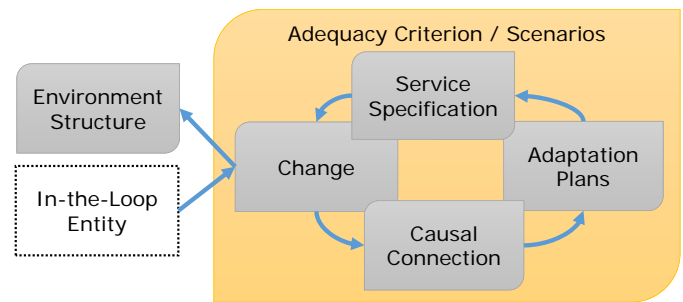 Adequacy Criterion / Scenarios
Environment
Structure
Service
Specification
Change
Adaptation
Plans
In-the-Loop
Entity
Causal
Connection